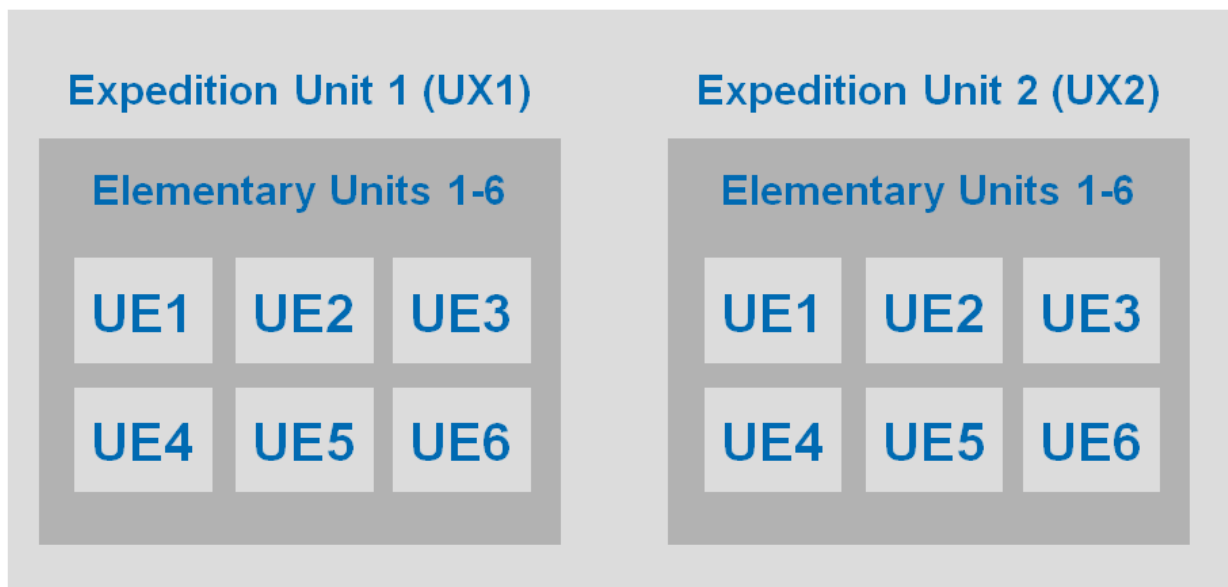 Expedition Unit 1 (UX1)
Elementary Units 1-6
UE1 UE2 UE3
UE4 UE5 UE6
Expedition Unit 2 (UX2)
Elementary Units 1-6
UE1 UE2 UE3
UE4 UE5 UE6